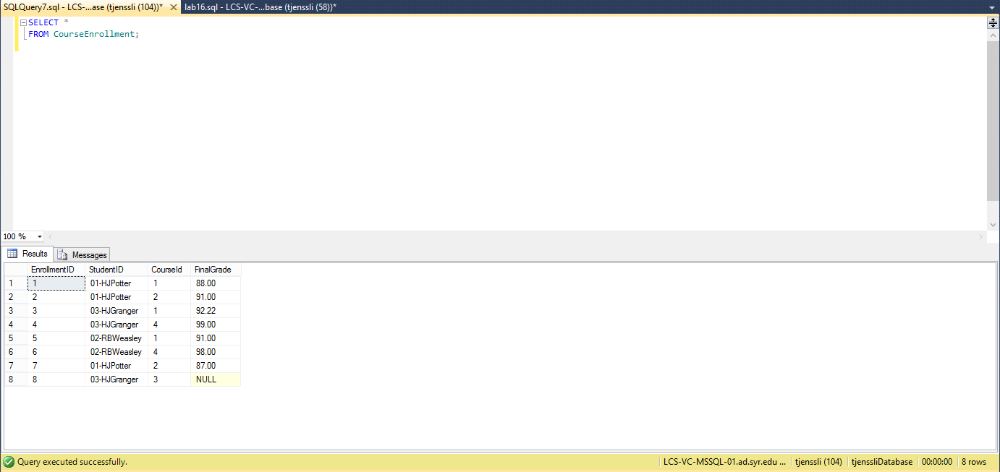 SQLQuery7.sql - LCS-...ase (tjenssli (104))* lab16.sql - LCS-VC-...base (tjenssli (58))*
SELECT *
FROM CourseEnrollment;
100 %
Results Messages
EnrollmentID StudentID CourseId FinalGrade
1 1 01-HJPotter 1 88.00
2 2 01-HJPotter 2 91.00
3 3 03-HJGranger 1 92.22
4 4 03-HJGranger 4 99.00
5 5 02-RBWeasley 1 91.00
6 6 02-RBWeasley 4 98.00
7 7 01-HJPotter 2 87.00
8 8 03-HJGranger 3 NULL
Query executed successfully. LCS-VC-MSSQL-01.ad.syr.edu ... tjenssli (104) tjenssliDatabase 00:00:00 8 rows